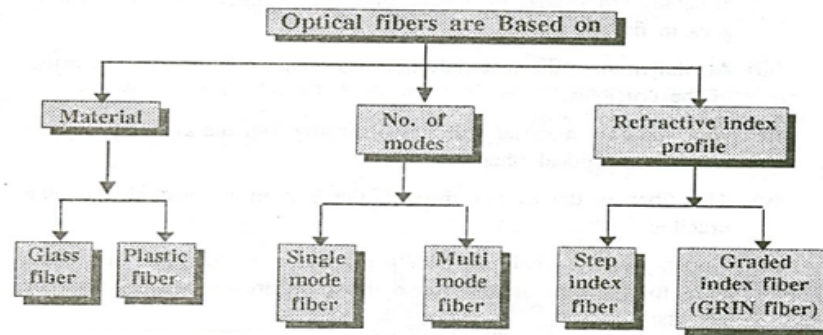 Optical fibers are Based on
Material
No. of
modes
Refractive index
profile
Glass
fiber
Plastic
fiber
Single
mode
fiber
Multi
mode
fiber
Step
index
fiber
Graded
index fiber
(GRIN fiber)